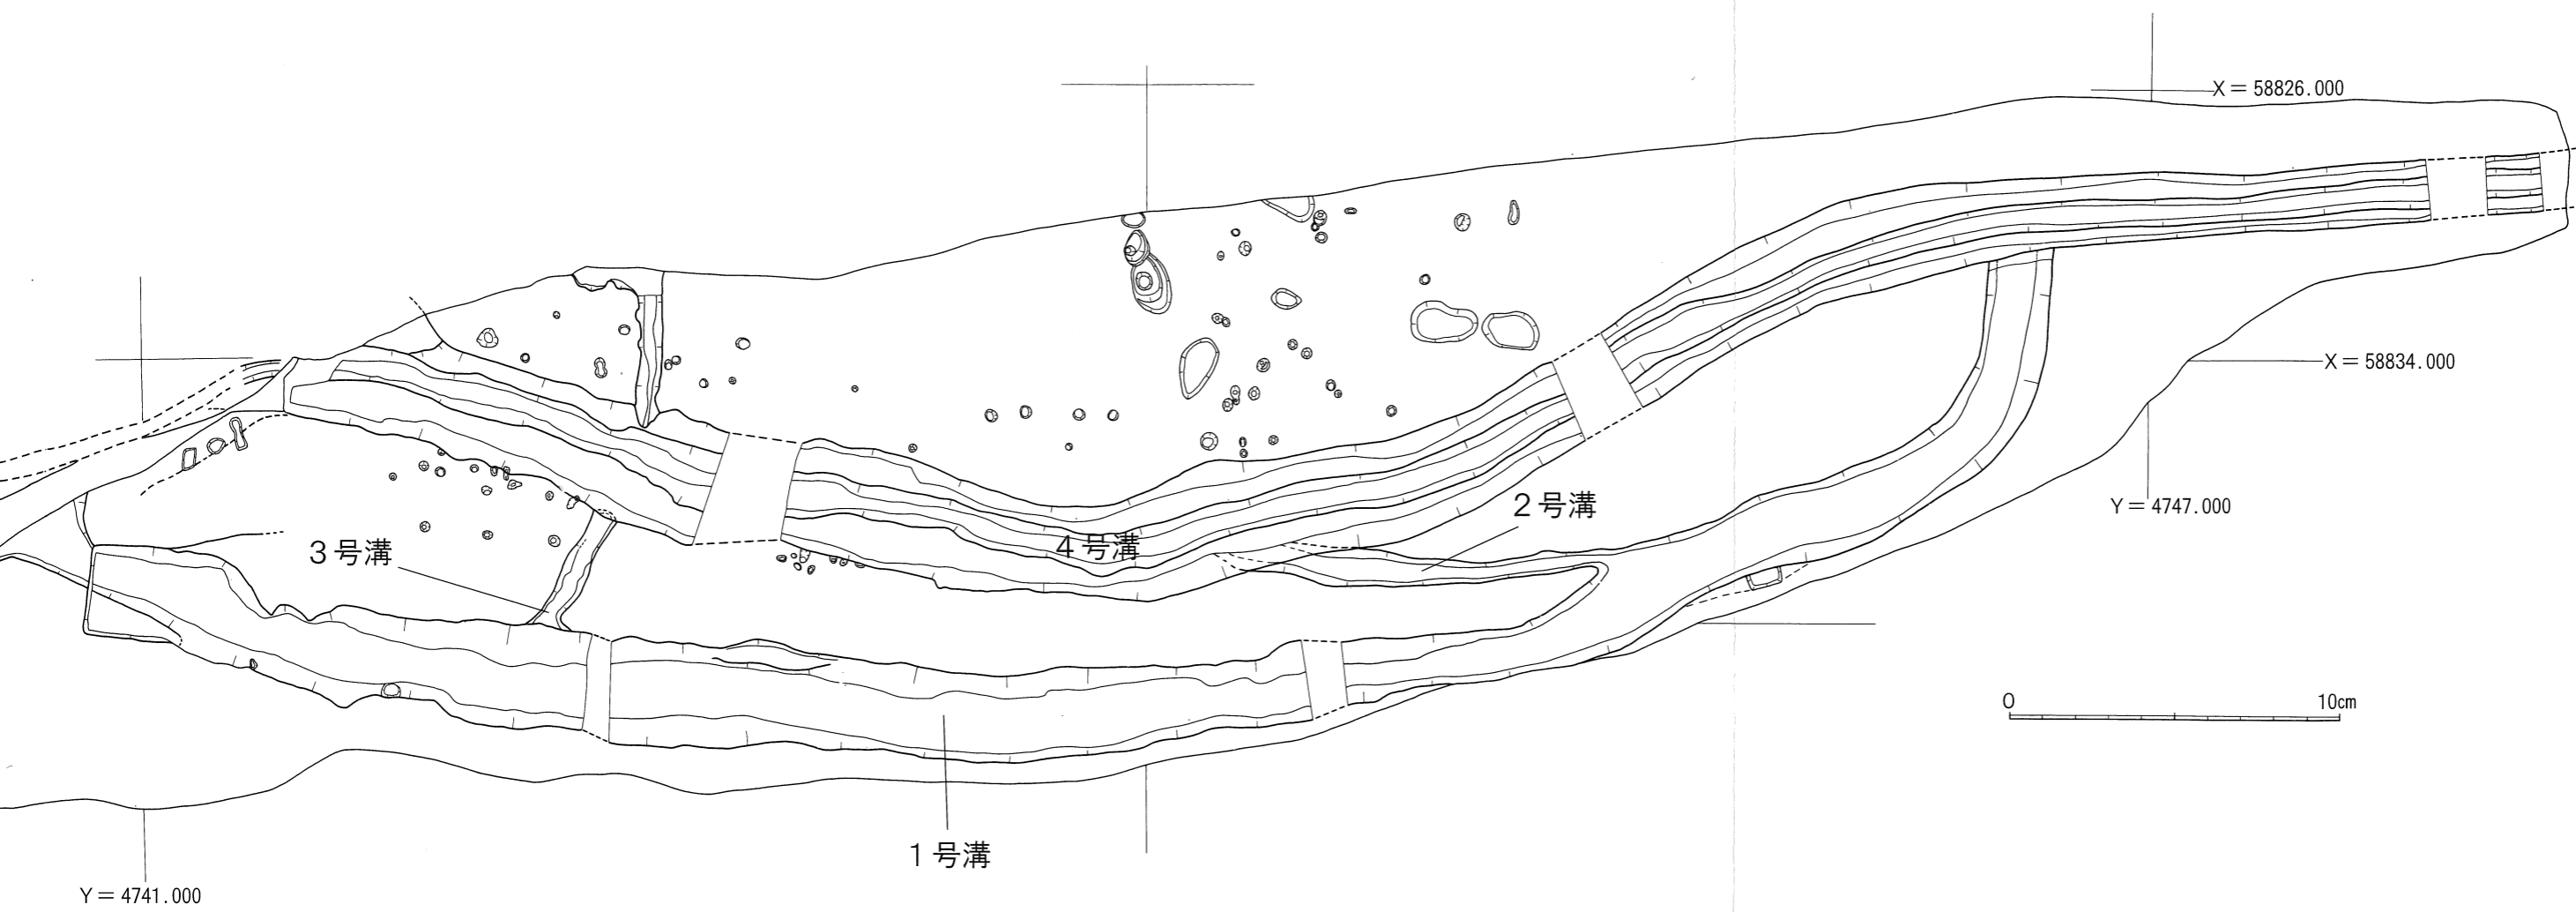 X = 58826.000
X = 58834.000
Y = 4747.000
2号溝
4号溝
3号溝
0 10cm
1号溝
Y = 4741.000